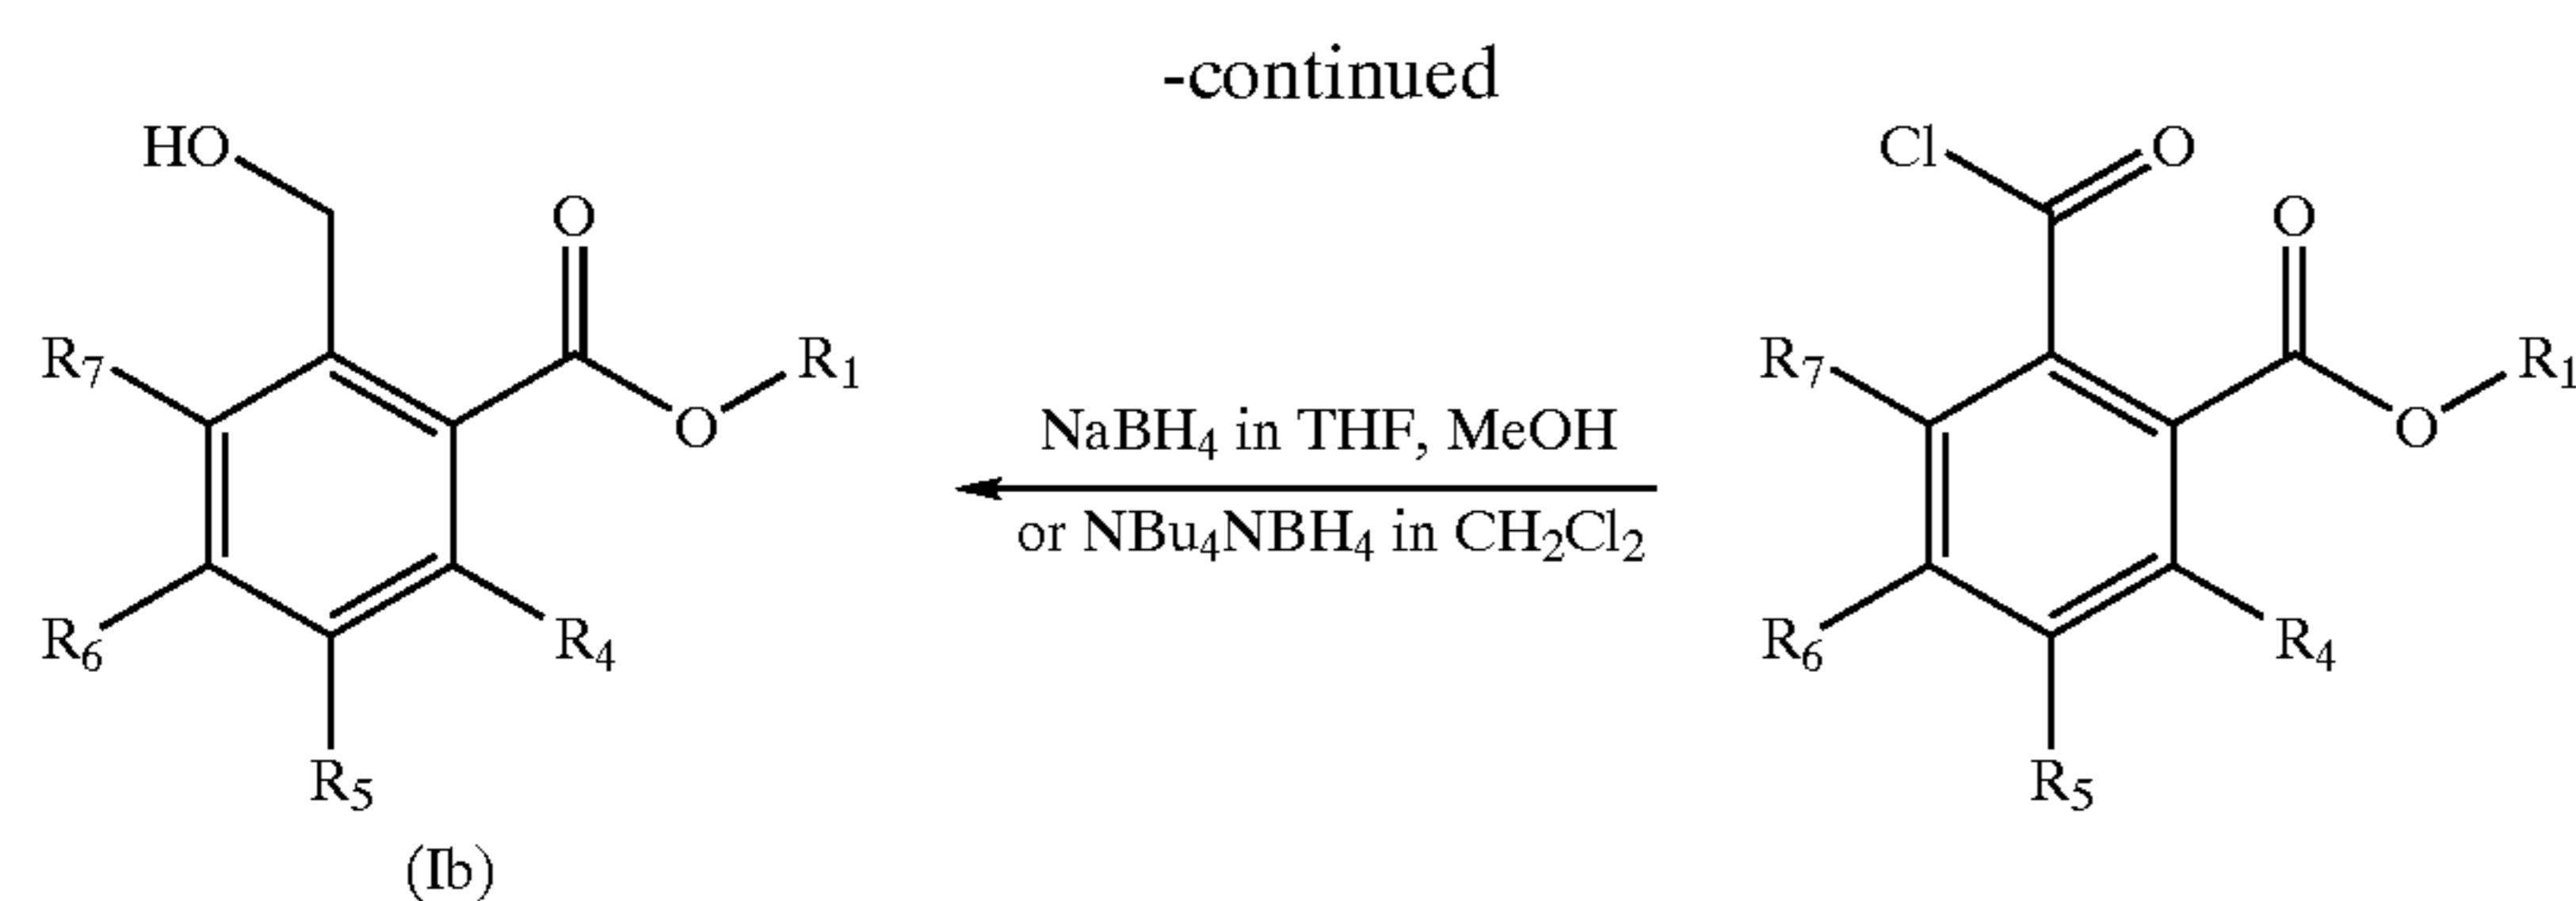 -continued
HO
O
R₇
R₁
O
R₆
R₄
R₅
(Ib)
NaBH₄ in THF, MeOH
or NBu₄NBH₄ in CH₂Cl₂
Cl
O
O
R₇
R₁
O
R₆
R₄
R₅